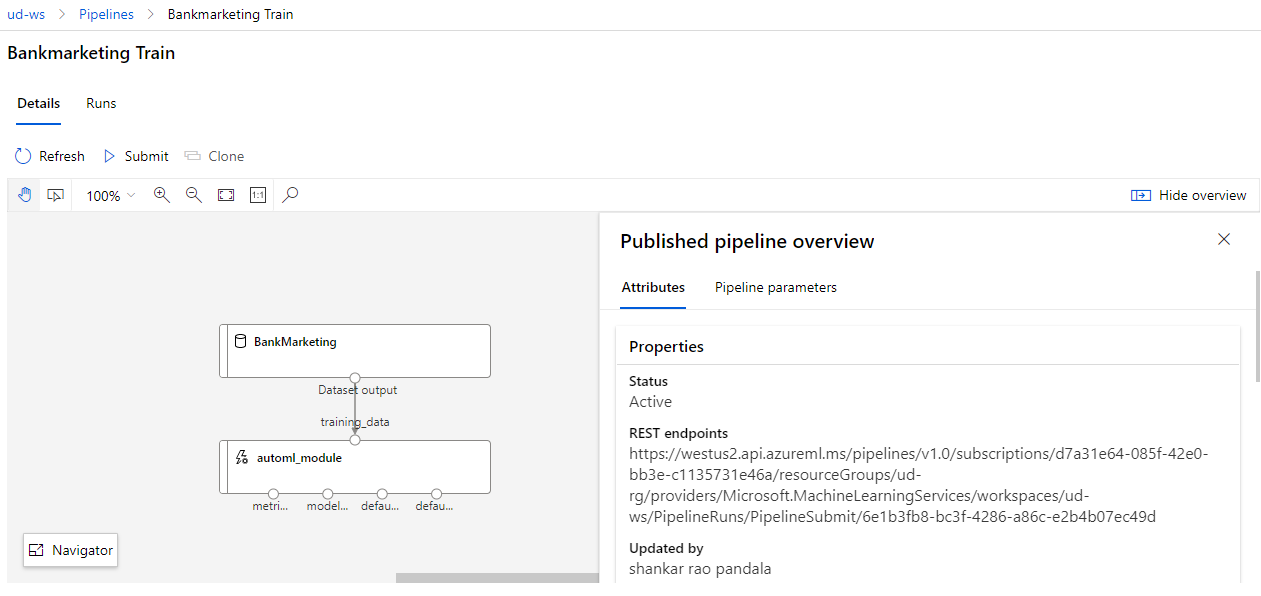 ud-ws > Pipelines > Bankmarketing Train
Bankmarketing Train
Details Runs
Refresh Submit Clone
100% 1:1 Hide overview
BankMarketing
Dataset output
training_data
automl_module
metri... model... defau... defau...
Navigator
Published pipeline overview
Attributes Pipeline parameters
Properties
Status
Active
REST endpoints
https://westus2.api.azureml.ms/pipelines/v1.0/subscriptions/d7a31e64-085f-42e0-
bb3e-c1135731e46a/resourceGroups/ud-
rg/providers/Microsoft.MachineLearningServices/workspaces/ud-
ws/PipelineRuns/PipelineSubmit/6e1b3fb8-bc3f-4286-a86c-e2b4b07ec49d
Updated by
shankar rao pandala